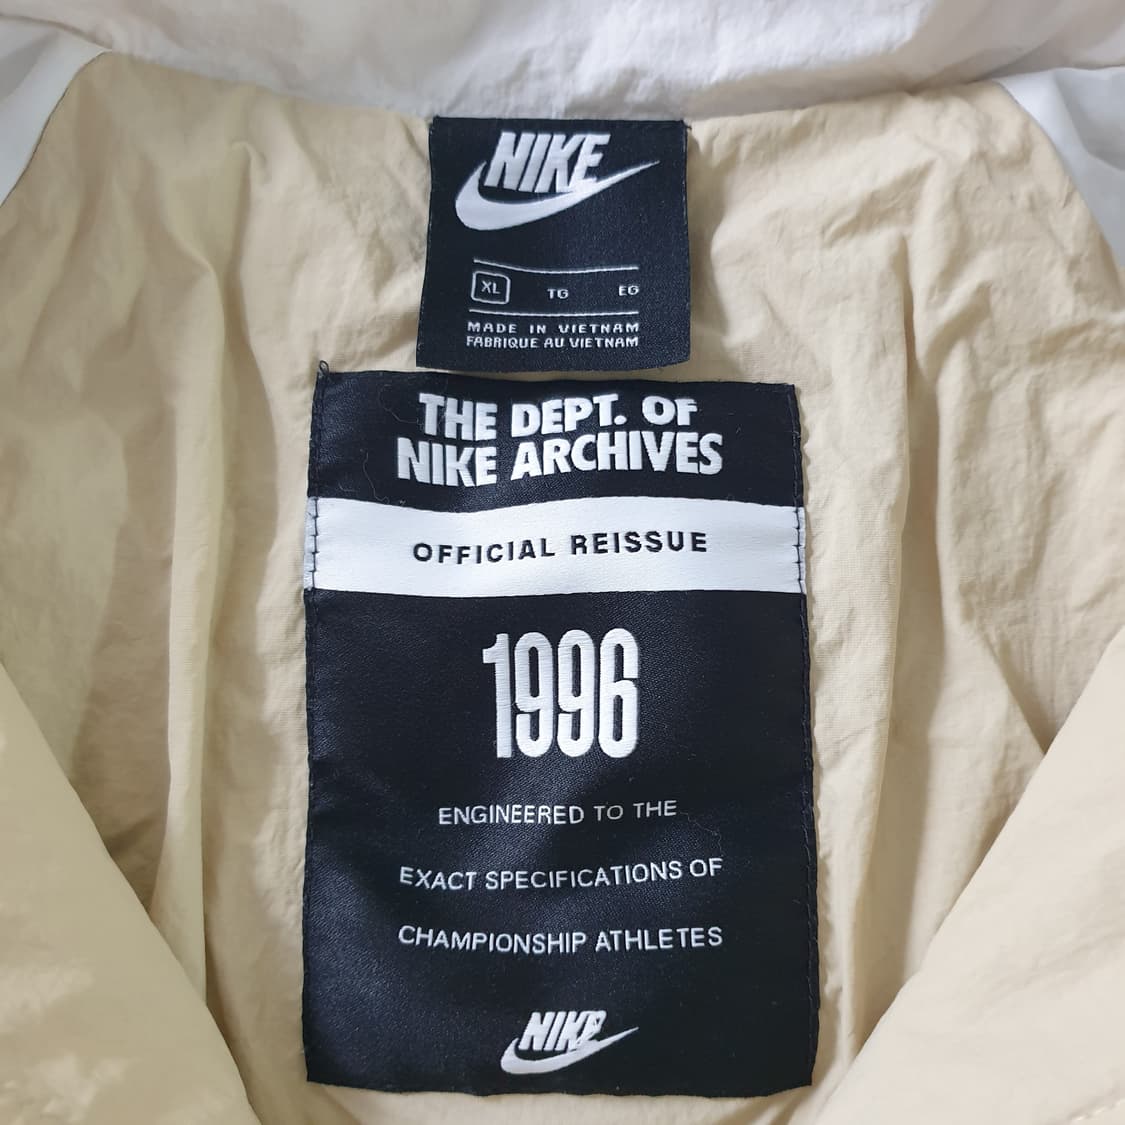 NIKE
XL TG EG
MADE IN VIETNAM
FABRIQUE AU VIETNAM
THE DEPT. OF
NIKE ARCHIVES
OFFICIAL REISSUE
1996
ENGINEERED TO THE
EXACT SPECIFICATIONS OF
CHAMPIONSHIP ATHLETES
NIKE